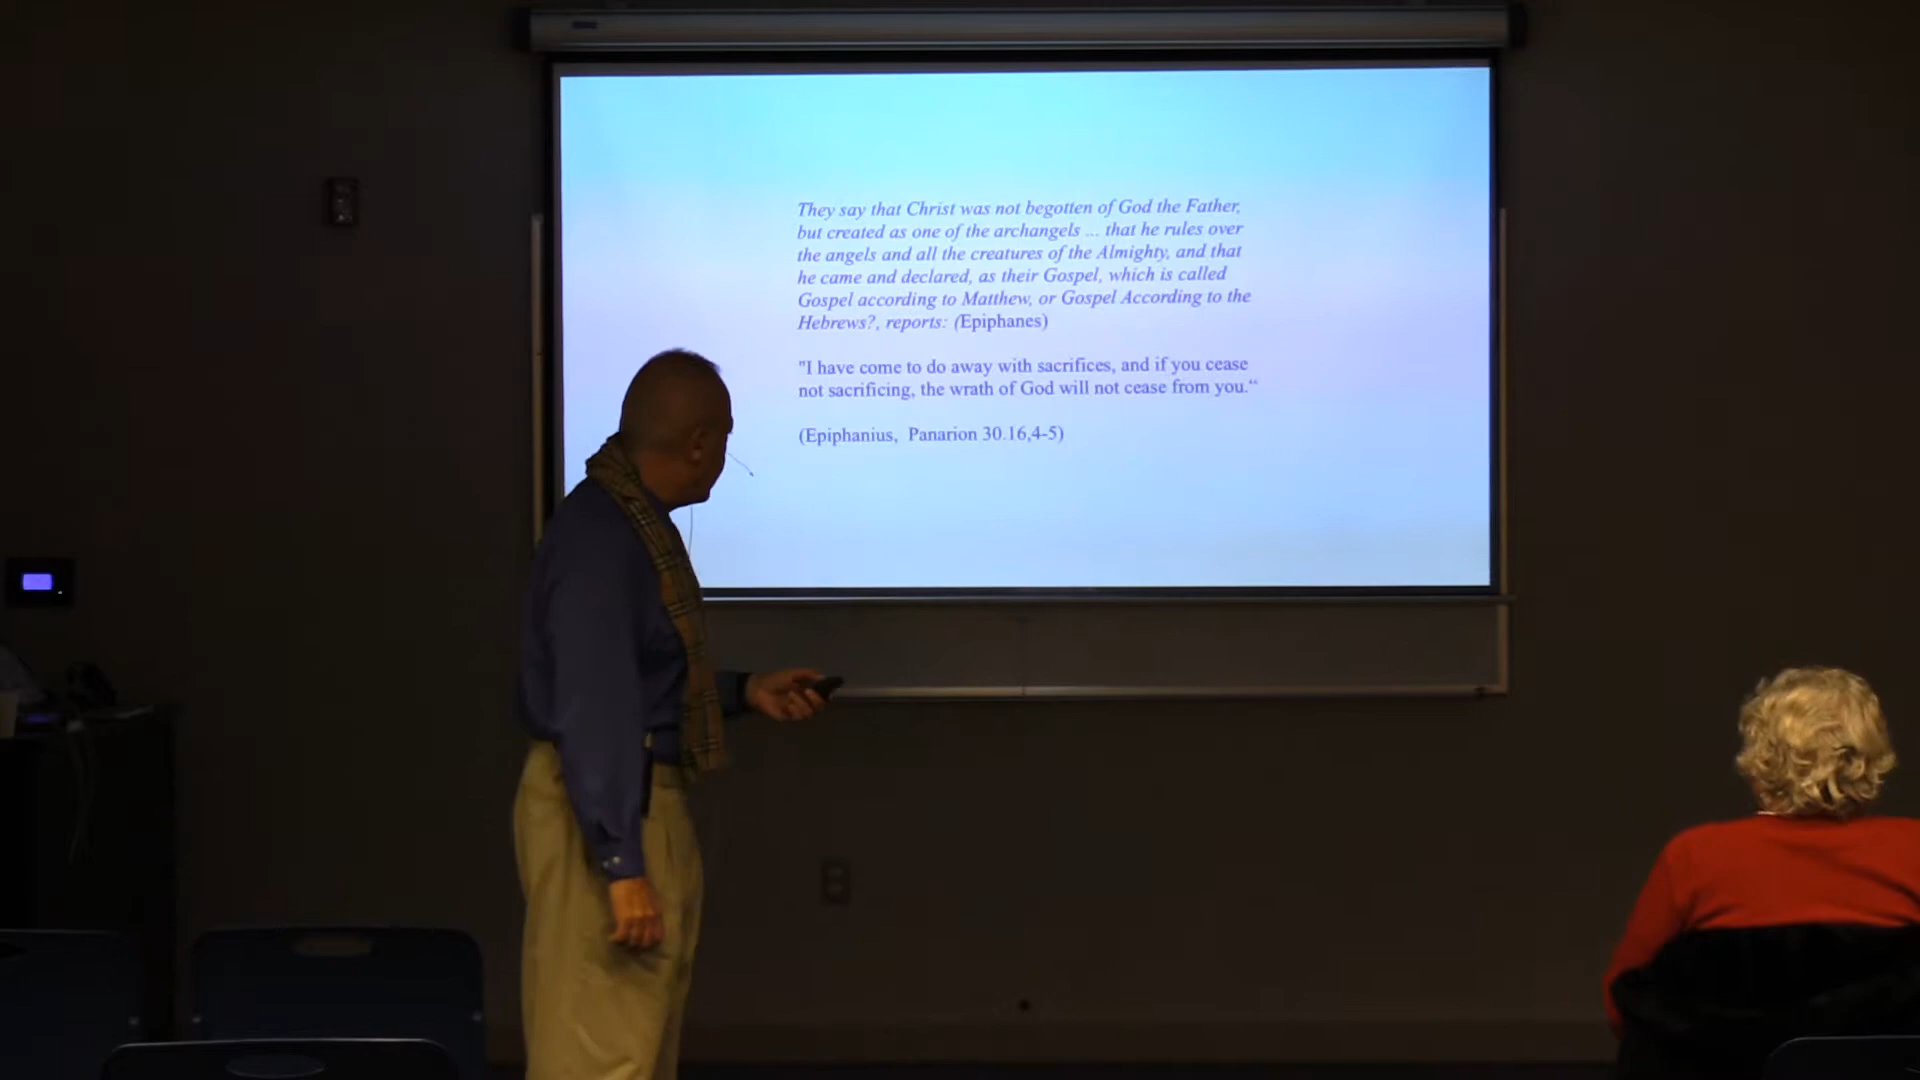 They say that Christ was not begotten of God the Father,
but created as one of the archangels ... that he rules over
the angels and all the creatures of the Almighty, and that
he came and declared, as their Gospel, which is called
Gospel according to Matthew, or Gospel According to the
Hebrews?, reports: (Epiphanes)
"I have come to do away with sacrifices, and if you cease
not sacrificing, the wrath of God will not cease from you.“
(Epiphanius, Panarion 30.16,4-5)